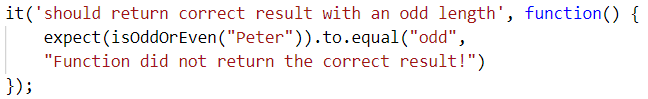 it('should return correct result with an odd length', function() {
    expect(isOddOrEven("Peter")).to.equal("odd",
    "Function did not return the correct result!")
});